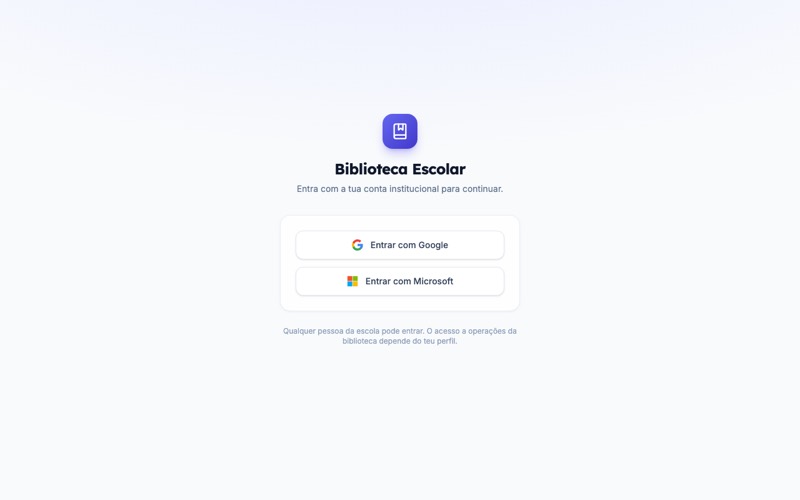 Biblioteca Escolar
Entra com a tua conta institucional para continuar.
Entrar com Google
Entrar com Microsoft
Qualquer pessoa da escola pode entrar. O acesso a operações da
biblioteca depende do teu perfil.